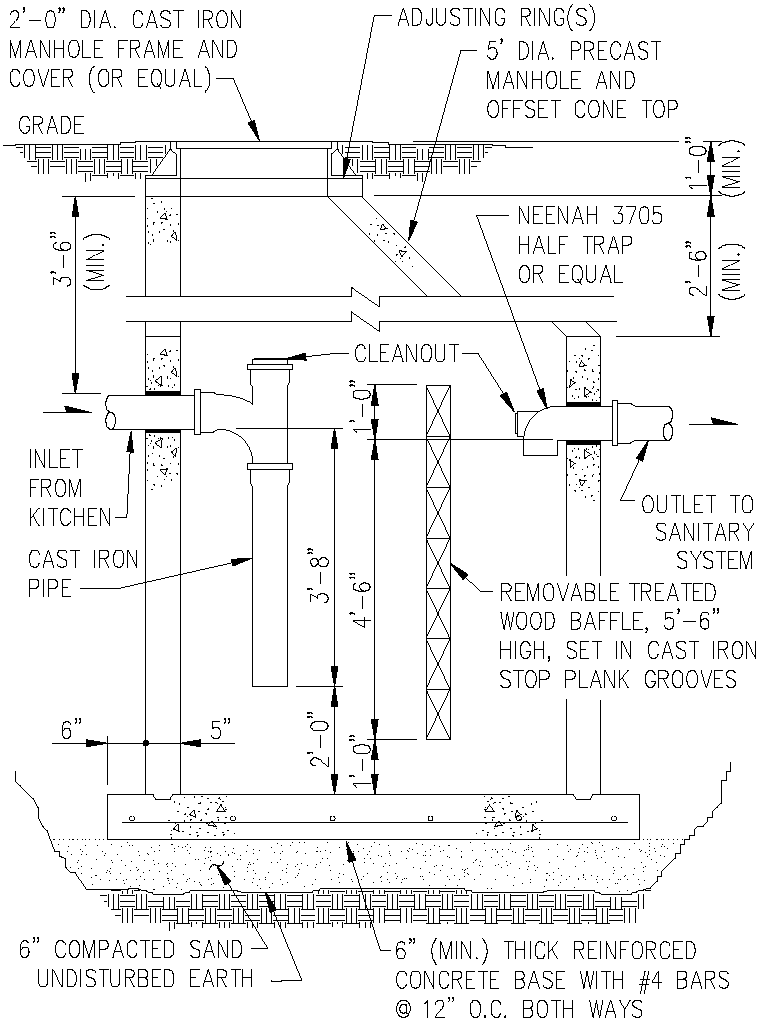 2'-0" DIA. CAST IRON
MANHOLE FRAME AND
COVER (OR EQUAL)
ADJUSTING RING(S)
5' DIA. PRECAST
MANHOLE AND
OFFSET CONE TOP
GRADE
1'-0"
(MIN.)
3'-6"
(MIN.)
NEENAH 3705
HALF TRAP
OR EQUAL
2'-6"
(MIN.)
CLEANOUT
1'-0"
INLET
FROM
KITCHEN
OUTLET TO
SANITARY
SYSTEM
CAST IRON
PIPE
3'-8"
4'-6"
REMOVABLE TREATED
WOOD BAFFLE, 5'-6"
HIGH, SET IN CAST IRON
STOP PLANK GROOVES
6"
5"
2'-0"
1'-0"
6" COMPACTED SAND
UNDISTURBED EARTH
6" (MIN.) THICK REINFORCED
CONCRETE BASE WITH #4 BARS
@ 12" O.C. BOTH WAYS